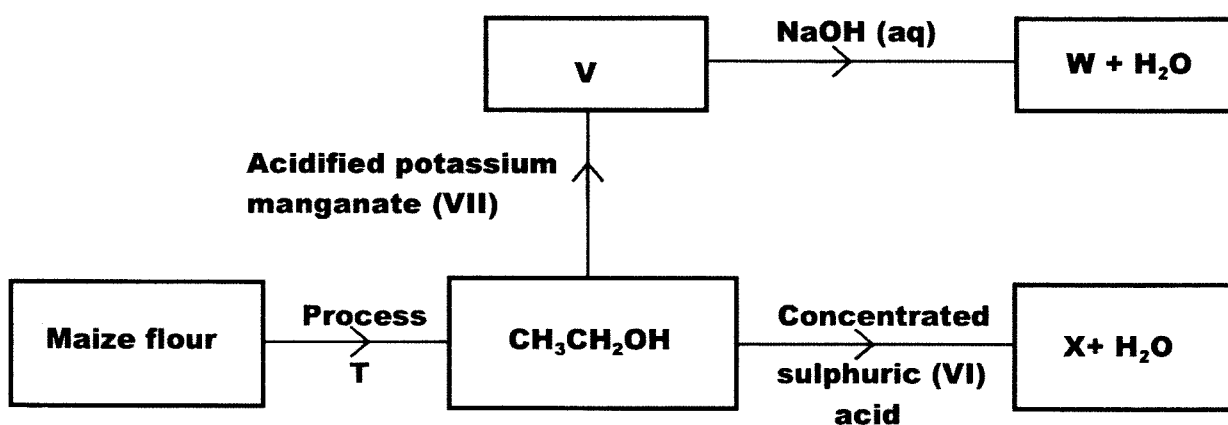 NaOH (aq)
V
W + H₂O
Acidified potassium
manganate (VII)
Maize flour
Process
T
CH₃CH₂OH
Concentrated
sulphuric (VI)
acid
X+ H₂O